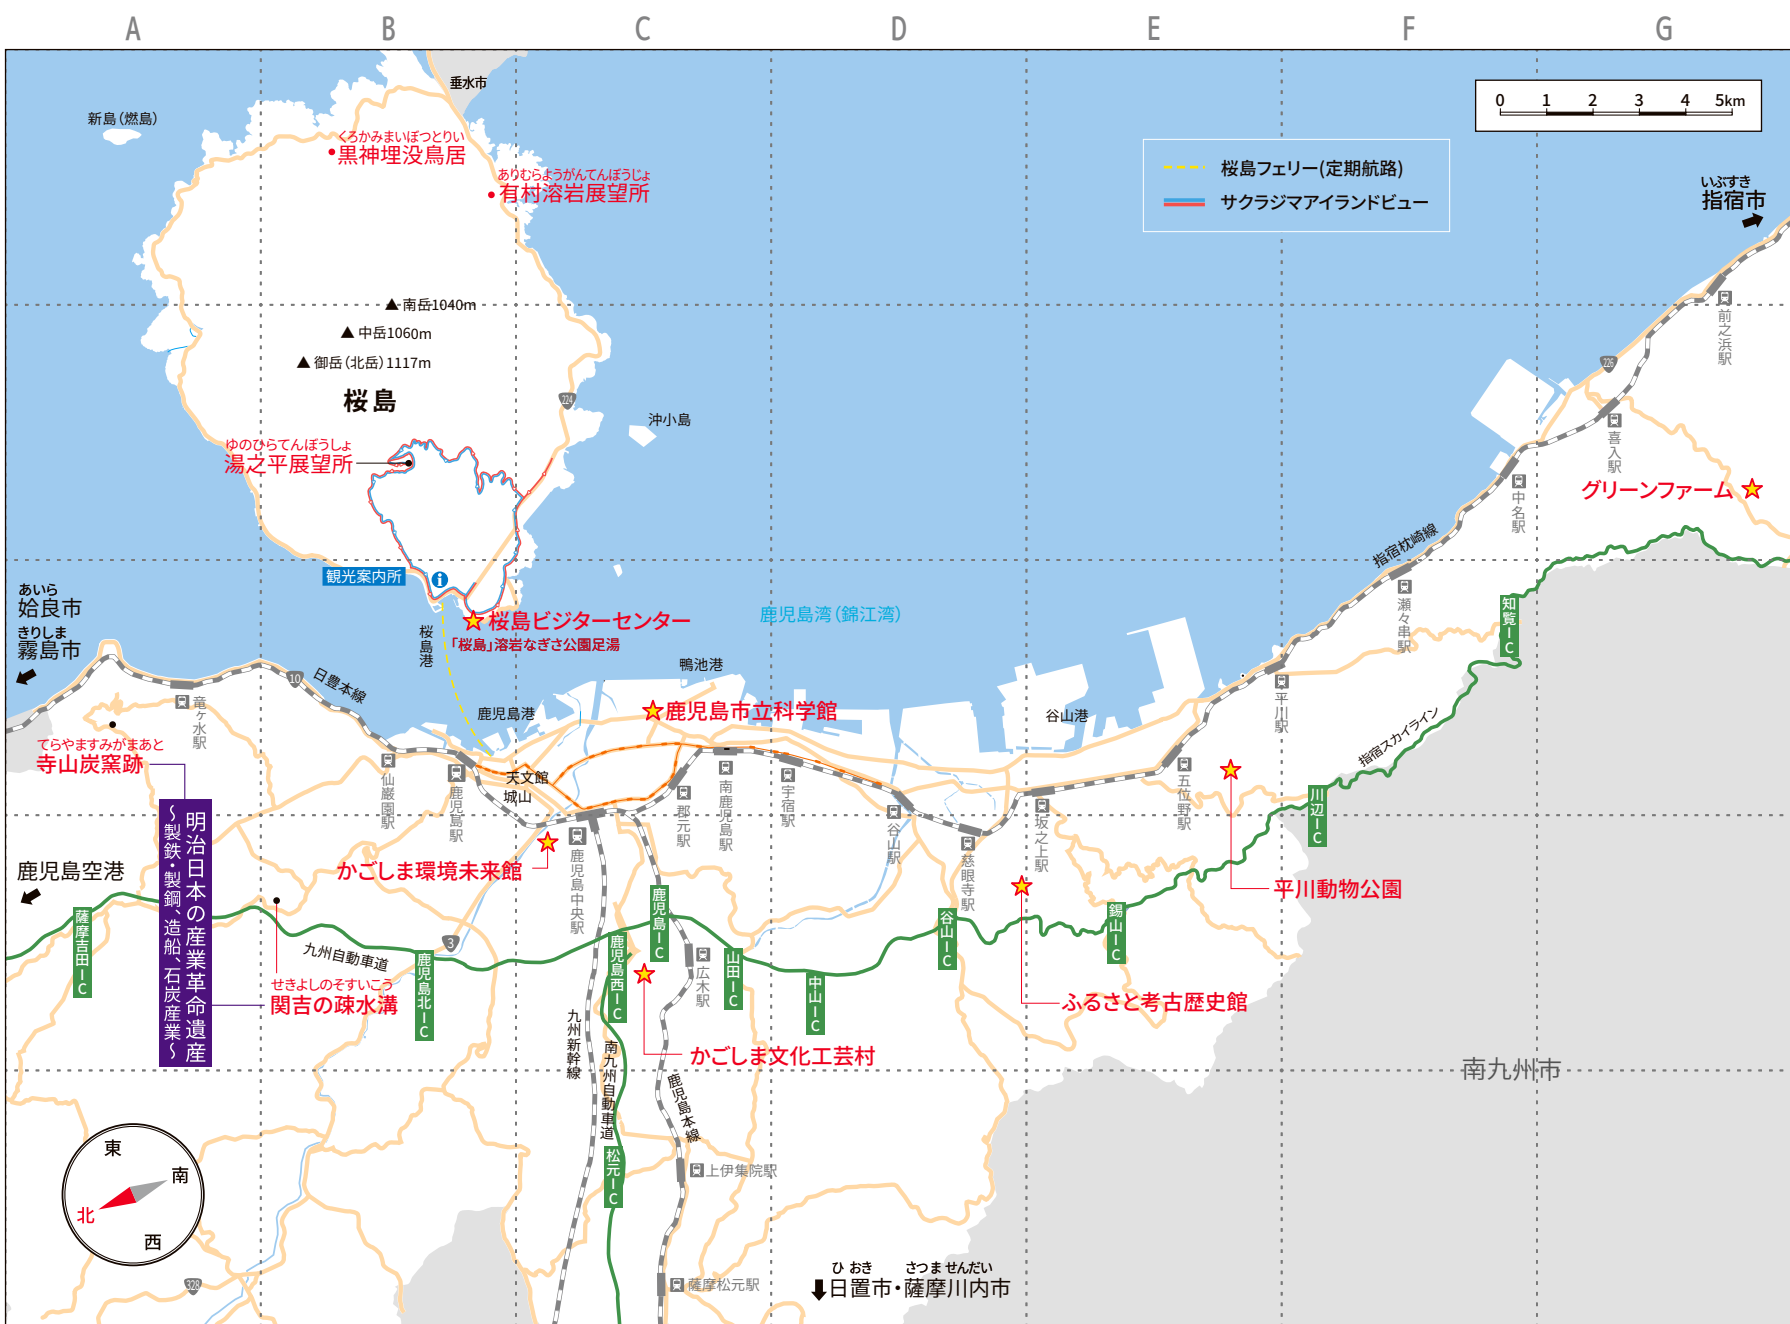 A
B
C
D
E
F
G
垂水市
新島(燃島)
くろかみまいぼつとりい
黒神埋没鳥居
ありむらようがんてんぼうじょ
有村溶岩展望所
0 1 2 3 4 5km
桜島フェリー(定期航路)
サクラジマアイランドビュー
いぶすき
指宿市
南岳1040m
中岳1060m
御岳(北岳)1117m
桜島
224
沖小島
ゆのひらてんぼうしょ
湯之平展望所
前之浜駅
226
喜入駅
グリーンファーム
中名駅
指宿枕崎線
観光案内所
i
桜島ビジターセンター
「桜島」溶岩なぎさ公園足湯
桜島港
鹿児島湾(錦江湾)
瀬々串駅
知覧IC
あいら
姶良市
きりしま
霧島市
10
日豊本線
竜ヶ水駅
鹿児島港
鴨池港
鹿児島市立科学館
谷山港
平川駅
指宿スカイライン
てらやますみがまあと
寺山炭窯跡
仙巌園駅
鹿児島駅
天文館
城山
郡元駅
南鹿児島駅
宇宿駅
谷山駅
慈眼寺駅
坂之上駅
五位野駅
川辺IC
明治日本の産業革命遺産
～製鉄・製鋼、造船、石炭産業～
鹿児島空港
かごしま環境未来館
鹿児島中央駅
平川動物公園
薩摩吉田IC
九州自動車道
3
鹿児島北IC
鹿児島西IC
鹿児島IC
広木駅
山田IC
中山IC
谷山IC
錫山IC
せきよしのそすいこう
関吉の疎水溝
ふるさと考古歴史館
かごしま文化工芸村
九州新幹線
南九州自動車道
鹿児島本線
南九州市
東
南
北
西
松元IC
上伊集院駅
328
薩摩松元駅
ひおき さつませんだい
日置市・薩摩川内市